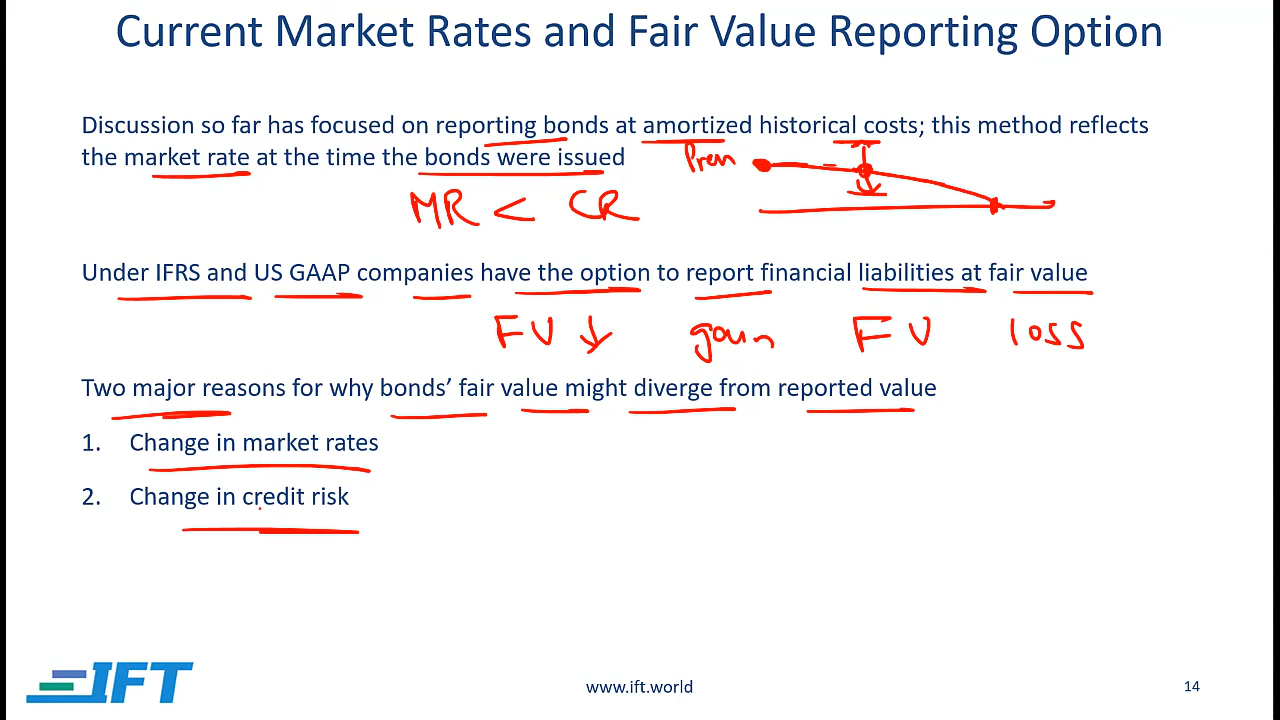 Current Market Rates and Fair Value Reporting Option
Discussion so far has focused on reporting bonds at amortized historical costs; this method reflects
the market rate at the time the bonds were issued
Prem
MR < CR
Under IFRS and US GAAP companies have the option to report financial liabilities at fair value
FV ↓ gain FV loss
Two major reasons for why bonds’ fair value might diverge from reported value
1. Change in market rates
2. Change in credit risk
IFT
www.ift.world
14